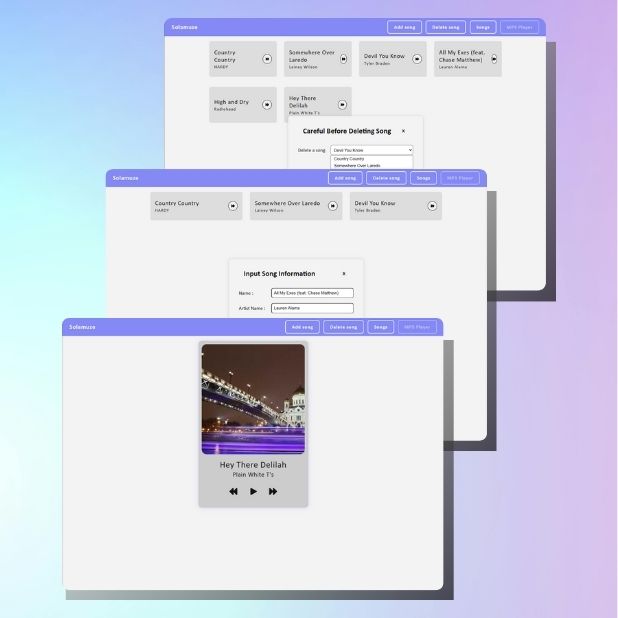 Solamuze
Add song
Delete song
Songs
MP3 Player
Country
Country
HARDY
Somewhere Over
Laredo
Lainey Wilson
Devil You Know
Tyler Braden
All My Exes (feat.
Chase Matthew)
Lauren Alaina
High and Dry
Radiohead
Hey There
Delilah
Plain White T's
Careful Before Deleting Song
x
Delete a song
Devil You Know
Country Country
Somewhere Over Laredo
Solamuze
Add song
Delete song
Songs
MP3 Player
Country Country
HARDY
Somewhere Over Laredo
Lainey Wilson
Devil You Know
Tyler Braden
Input Song Information
x
Name :
All My Exes (feat. Chase Matthew)
Artist Name :
Lauren Alaina
Solamuze
Add song
Delete song
Songs
MP3 Player
Hey There Delilah
Plain White T's